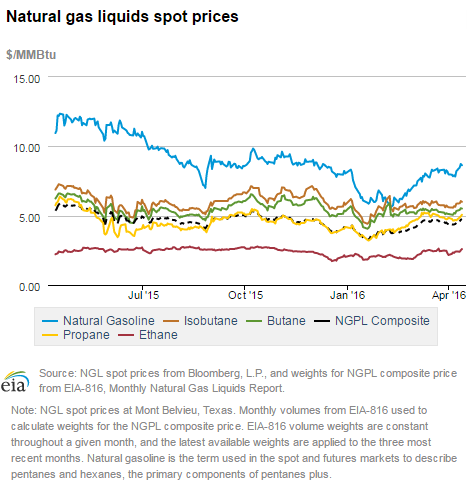 Natural gas liquids spot prices
$/MMBtu
15.00
10.00
5.00
0.00
Jul '15 Oct '15 Jan '16 Apr '16
Natural Gasoline Isobutane Butane NGPL Composite
Propane Ethane
eia
Source: NGL spot prices from Bloomberg, L.P., and weights for NGPL composite price
from EIA-816, Monthly Natural Gas Liquids Report.
Note: NGL spot prices at Mont Belvieu, Texas. Monthly volumes from EIA-816 used to
calculate weights for the NGPL composite price. EIA-816 volume weights are constant
throughout a given month, and the latest available weights are applied to the three most
recent months. Natural gasoline is the term used in the spot and futures markets to describe
pentanes and hexanes, the primary components of pentanes plus.